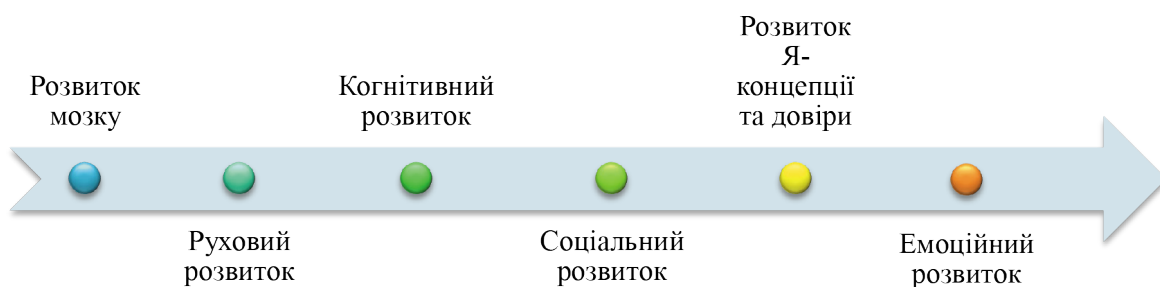 Розвиток
мозку
Руховий
розвиток
Когнітивний
розвиток
Соціальний
розвиток
Розвиток
Я-
концепції
та довіри
Емоційний
розвиток